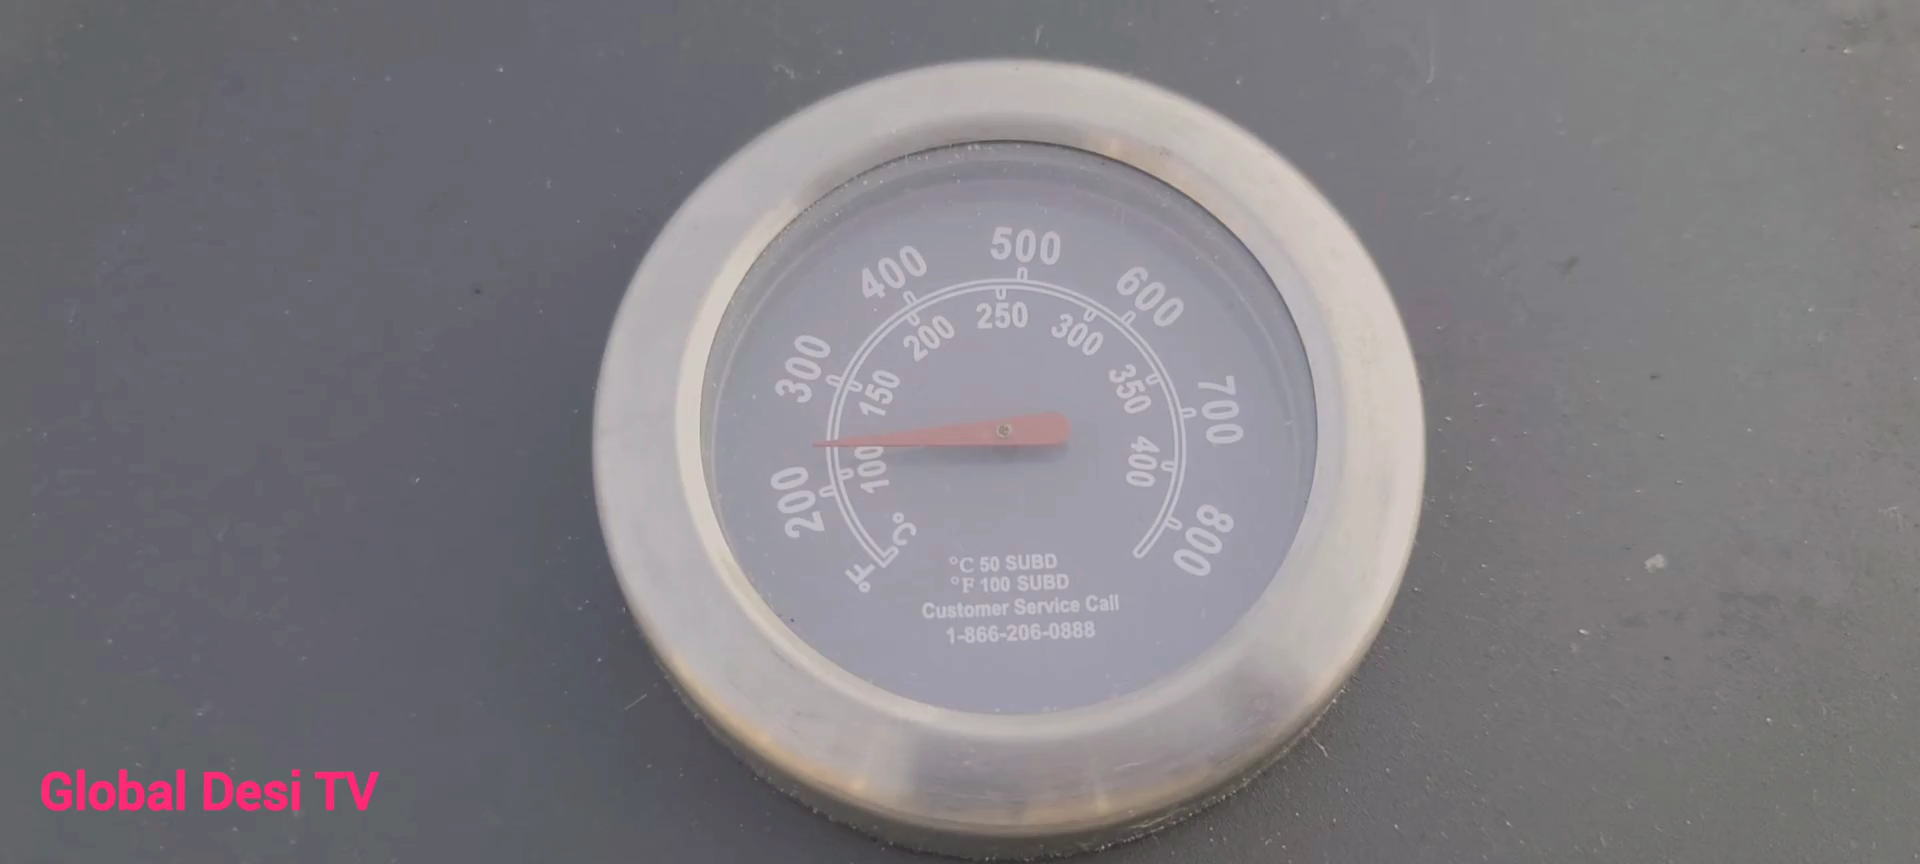 500
400
600
300
700
200
800
250
200
300
150
350
100
400
°C
°F
°C 50 SUBD
°F 100 SUBD
Customer Service Call
1-866-206-0888
Global Desi TV